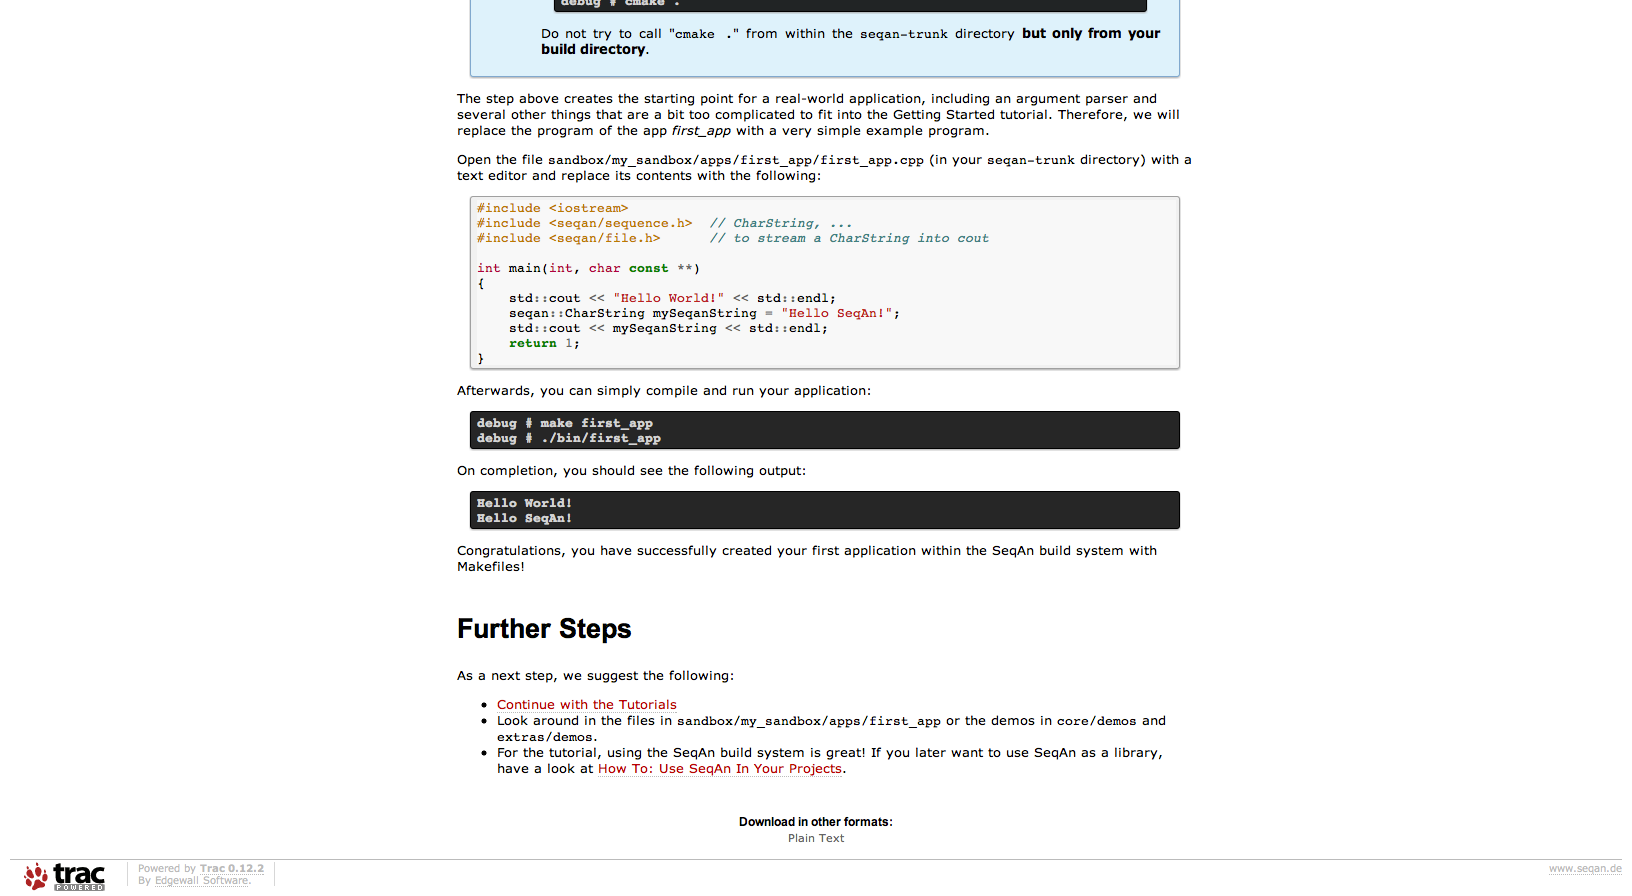 debug # cmake .
Do not try to call "cmake ." from within the seqan-trunk directory but only from your
build directory.
The step above creates the starting point for a real-world application, including an argument parser and
several other things that are a bit too complicated to fit into the Getting Started tutorial. Therefore, we will
replace the program of the app first_app with a very simple example program.
Open the file sandbox/my_sandbox/apps/first_app/first_app.cpp (in your seqan-trunk directory) with a
text editor and replace its contents with the following:
#include <iostream>
#include <seqan/sequence.h>  // CharString, ...
#include <seqan/file.h>      // to stream a CharString into cout
int main(int, char const **)
{
    std::cout << "Hello World!" << std::endl;
    seqan::CharString mySeqanString = "Hello SeqAn!";
    std::cout << mySeqanString << std::endl;
    return 1;
}
Afterwards, you can simply compile and run your application:
debug # make first_app
debug # ./bin/first_app
On completion, you should see the following output:
Hello World!
Hello SeqAn!
Congratulations, you have successfully created your first application within the SeqAn build system with
Makefiles!
Further Steps
As a next step, we suggest the following:
• Continue with the Tutorials
• Look around in the files in sandbox/my_sandbox/apps/first_app or the demos in core/demos and
extras/demos.
• For the tutorial, using the SeqAn build system is great! If you later want to use SeqAn as a library,
have a look at How To: Use SeqAn In Your Projects.
Download in other formats:
Plain Text
trac
POWERED
Powered by Trac 0.12.2
By Edgewall Software.
www.seqan.de